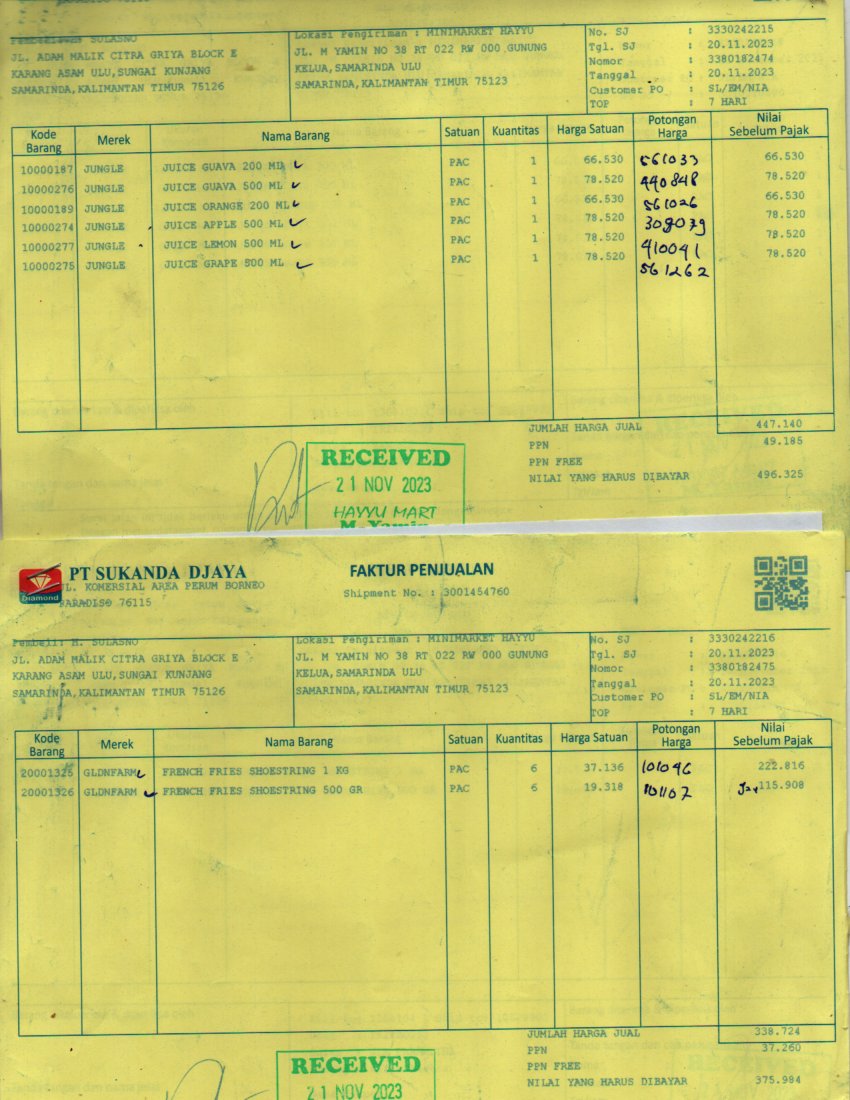 SULASNO
JL. ADAM MALIK CITRA GRIYA BLOCK E
KARANG ASAM ULU,SUNGAI KUNJANG
SAMARINDA,KALIMANTAN TIMUR 75126
Lokasi Pengiriman : MINIMARKET HAYYU
JL. M YAMIN NO 38 RT 022 RW 000 GUNUNG
KELUA,SAMARINDA ULU
SAMARINDA,KALIMANTAN TIMUR 75123
No. SJ : 3330242215
Tgl. SJ : 20.11.2023
Nomor : 3380182474
Tanggal : 20.11.2023
Customer PO : SL/EM/NIA
TOP : 7 HARI
Kode Barang Merek Nama Barang Satuan Kuantitas Harga Satuan Potongan Harga Nilai Sebelum Pajak
10000187 JUNGLE JUICE GUAVA 200 ML PAC 1 66.530 561033 66.530
10000276 JUNGLE JUICE GUAVA 500 ML PAC 1 78.520 440848 78.520
10000189 JUNGLE JUICE ORANGE 200 ML PAC 1 66.530 561026 66.530
10000274 JUNGLE JUICE APPLE 500 ML PAC 1 78.520 78.520
10000277 JUNGLE JUICE LEMON 500 ML PAC 1 78.520 410041 78.520
10000275 JUNGLE JUICE GRAPE 500 ML PAC 1 78.520 561262 78.520
JUMLAH HARGA JUAL 447.140
PPN 49.185
PPN FREE
NILAI YANG HARUS DIBAYAR 496.325
RECEIVED
21 NOV 2023
HAYYU MART
M. Yamin
Diamond
PT SUKANDA DJAYA
JL. KOMERSIAL AREA PERUM BORNEO
PARADISO 76115
FAKTUR PENJUALAN
Shipment No. : 3001454760
Pembeli: H. SULASNO
JL. ADAM MALIK CITRA GRIYA BLOCK E
KARANG ASAM ULU,SUNGAI KUNJANG
SAMARINDA,KALIMANTAN TIMUR 75126
Lokasi Pengiriman : MINIMARKET HAYYU
JL. M YAMIN NO 38 RT 022 RW 000 GUNUNG
KELUA,SAMARINDA ULU
SAMARINDA,KALIMANTAN TIMUR 75123
No. SJ : 3330242216
Tgl. SJ : 20.11.2023
Nomor : 3380182475
Tanggal : 20.11.2023
Customer PO : SL/EM/NIA
TOP : 7 HARI
Kode Barang Merek Nama Barang Satuan Kuantitas Harga Satuan Potongan Harga Nilai Sebelum Pajak
20001325 GLDNFARM FRENCH FRIES SHOESTRING 1 KG PAC 6 37.136 101046 222.816
20001326 GLDNFARM FRENCH FRIES SHOESTRING 500 GR PAC 6 19.318 101107 115.908
JUMLAH HARGA JUAL 338.724
PPN 37.260
PPN FREE
NILAI YANG HARUS DIBAYAR 375.984
RECEIVED
21 NOV 2023